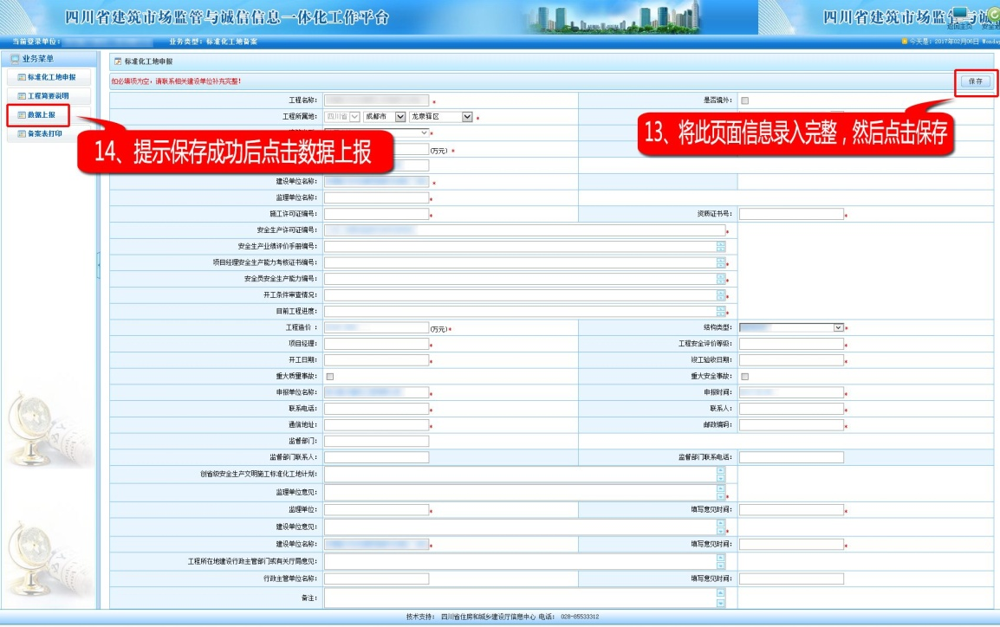 四川省建筑市场监管与诚信信息一体化工作平台
四川省建筑市场监管与诚
返回主页 安全退
当前登录单位： 业务类型：标准化工地备案
今天是：2017年02月06日 Monday
业务菜单
标准化工地申报
工程简要说明
数据上报
备案表打印
标准化工地申报
如必填项为空，请联系相关建设单位补充完整！
保存
工程名称： * 是否境外：
工程所属地： 四川省 成都市 龙泉驿区 *
13、将此页面信息录入完整，然后点击保存
14、提示保存成功后点击数据上报
*
(万元) *
建设单位名称： *
监理单位名称： *
施工许可证编号： * 资质证书号： *
安全生产许可证编号： *
安全生产业绩评价手册编号：
项目经理安全生产能力考核证书编号： *
安全员安全生产能力编号： *
开工条件审查情况： *
目前工程进度： *
工程造价 ： (万元) * 结构类型： *
项目经理： * 工程安全评价等级： *
开工日期： * 竣工验收日期： *
重大质量事故： 重大安全事故：
申报单位名称： * 申报时间： *
联系电话： * 联系人： *
通信地址： * 邮政编码： *
监督部门：
监督部门联系人： 监督部门联系电话：
创省级安全生产文明施工标准化工地计划：
监理单位意见： *
监理单位： * 填写意见时间： *
建设单位意见： *
建设单位名称： * 填写意见时间： *
工程所在地建设行政主管部门或有关厅局意见：
行政主管单位名称： 填写意见时间：
备注：
技术支持： 四川省住房和城乡建设厅信息中心 电话： 028-85533312